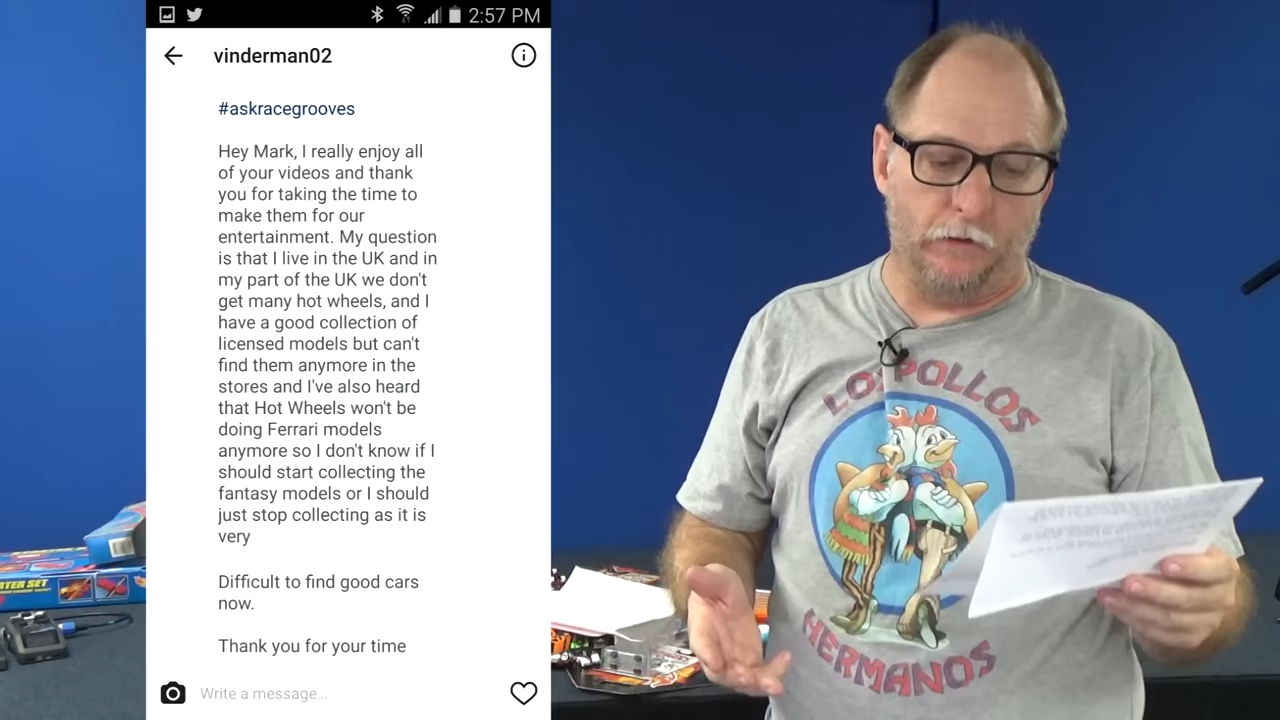 2:57 PM
vinderman02
#askracegrooves
Hey Mark, I really enjoy all
of your videos and thank
you for taking the time to
make them for our
entertainment. My question
is that I live in the UK and in
my part of the UK we don't
get many hot wheels, and I
have a good collection of
licensed models but can't
find them anymore in the
stores and I've also heard
that Hot Wheels won't be
doing Ferrari models
anymore so I don't know if I
should start collecting the
fantasy models or I should
just stop collecting as it is
very
Difficult to find good cars
now.
Thank you for your time
Write a message...
LOS POLLOS
HERMANOS
RTER SET